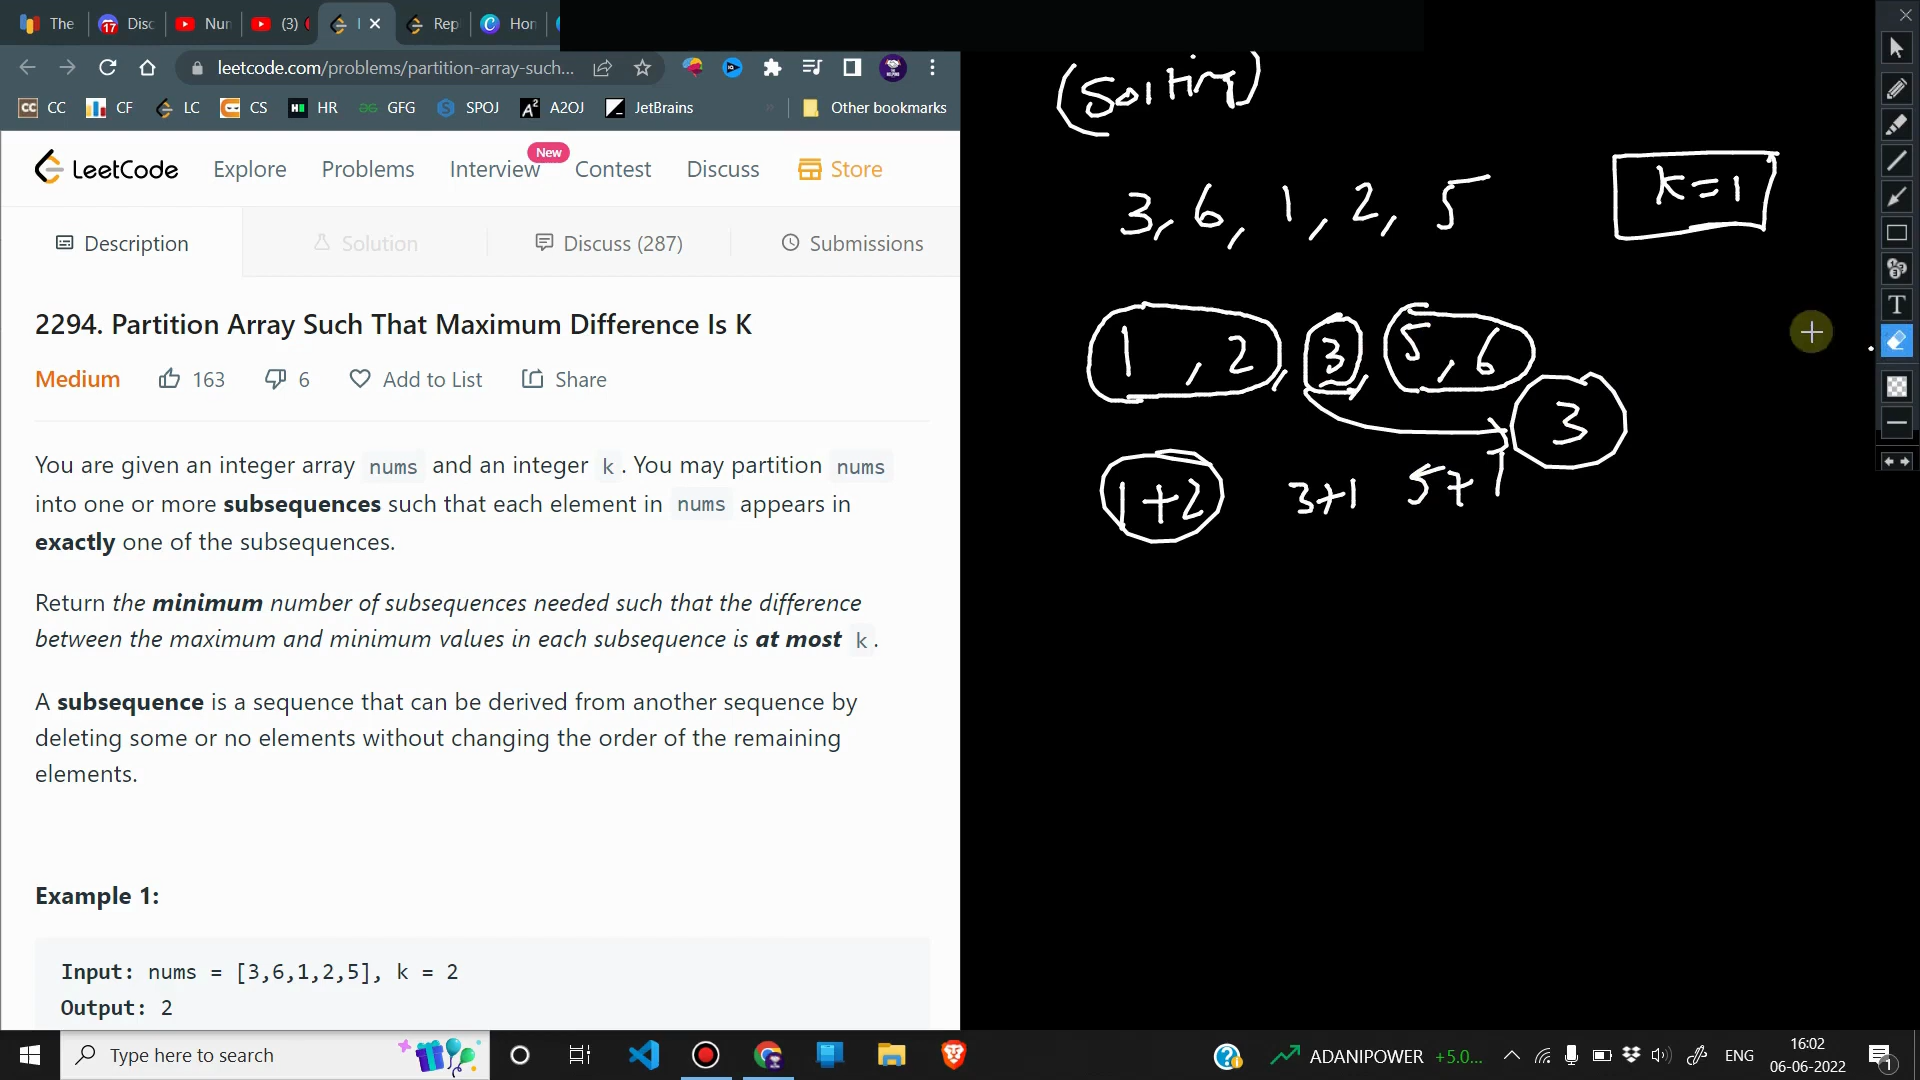 The Disc Nur (3) Rep Hon
leetcode.com/problems/partition-array-such...
CC CF LC CS HR GFG SPOJ A2OJ JetBrains » Other bookmarks
LeetCode Explore Problems Interview New Contest Discuss Store
Description Solution Discuss (287) Submissions
2294. Partition Array Such That Maximum Difference Is K
Medium 163 6 Add to List Share
You are given an integer array nums and an integer k. You may partition nums
into one or more subsequences such that each element in nums appears in
exactly one of the subsequences.
Return the minimum number of subsequences needed such that the difference
between the maximum and minimum values in each subsequence is at most k.
A subsequence is a sequence that can be derived from another sequence by
deleting some or no elements without changing the order of the remaining
elements.
Example 1:
Input: nums = [3,6,1,2,5], k = 2
Output: 2
(Sorting)
3, 6, 1, 2, 5
k=1
1, 2, 3, 5, 6
3
1+2 3+1 5+1
Type here to search
ADANIPOWER +5.0... ENG
16:02
06-06-2022
1